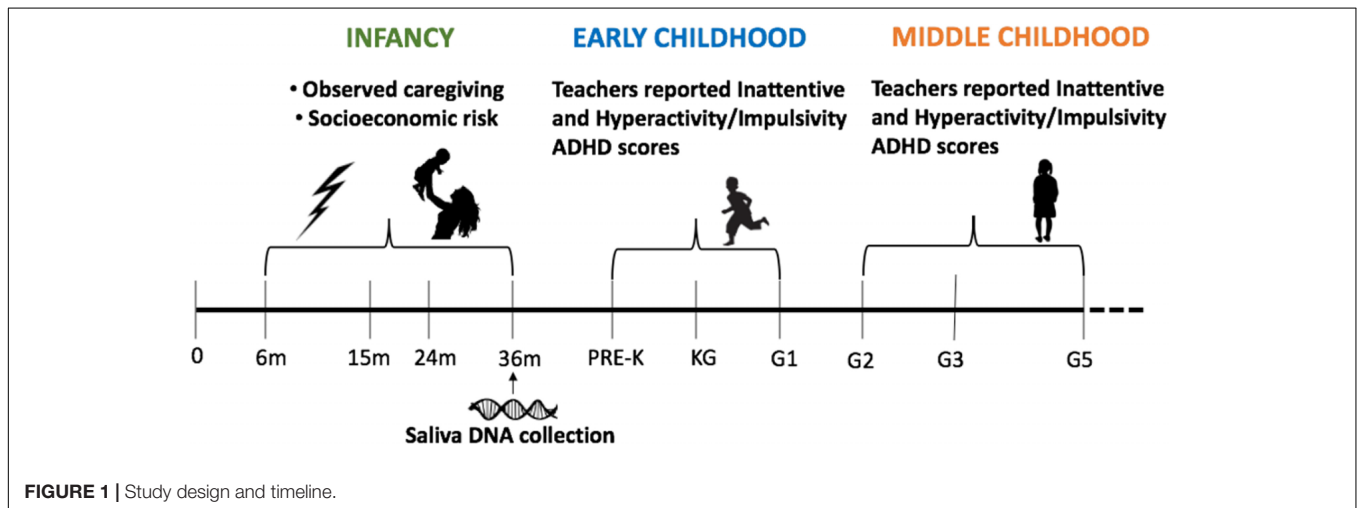 INFANCY
• Observed caregiving
• Socioeconomic risk
EARLY CHILDHOOD
Teachers reported Inattentive
and Hyperactivity/Impulsivity
ADHD scores
MIDDLE CHILDHOOD
Teachers reported Inattentive
and Hyperactivity/Impulsivity
ADHD scores
0 6m 15m 24m 36m PRE-K KG G1 G2 G3 G5
Saliva DNA collection
FIGURE 1 | Study design and timeline.